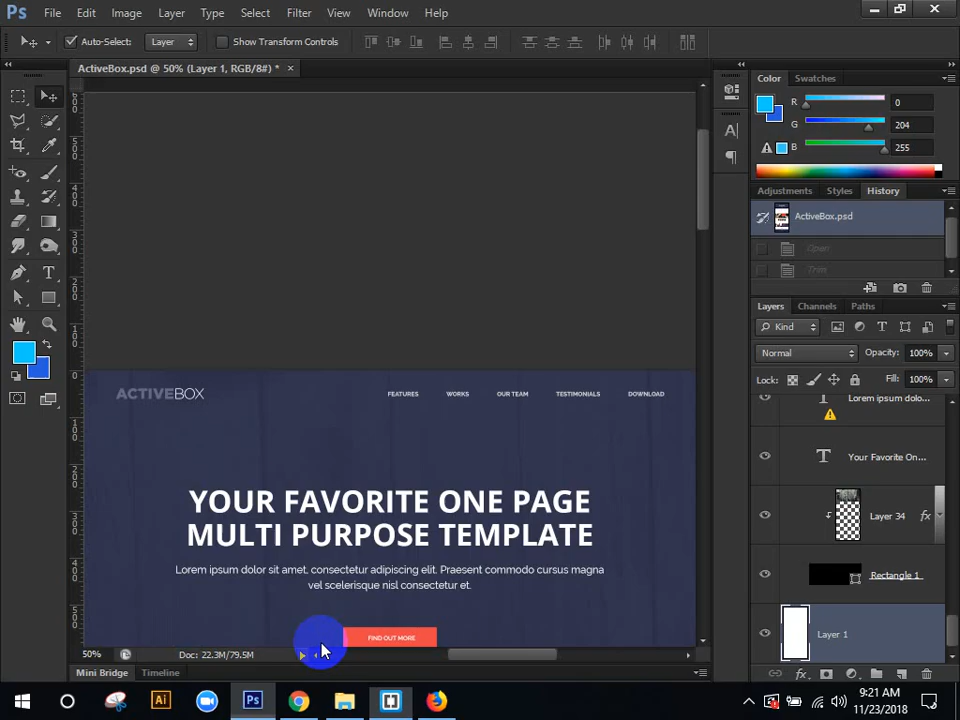 Ps File Edit Image Layer Type Select Filter View Window Help
Auto-Select: Layer Show Transform Controls
ActiveBox.psd @ 50% (Layer 1, RGB/8#) * ×
Color Swatches
R 0
G 204
B 255
Adjustments Styles History
ActiveBox.psd
Open
Trim
Layers Channels Paths
Kind
Normal Opacity: 100%
Lock: Fill: 100%
Lorem ipsum dolo...
Your Favorite On...
Layer 34 fx
Rectangle 1
Layer 1
ACTIVEBOX FEATURES WORKS OUR TEAM TESTIMONIALS DOWNLOAD
YOUR FAVORITE ONE PAGE
MULTI PURPOSE TEMPLATE
Lorem ipsum dolor sit amet, consectetur adipiscing elit. Praesent commodo cursus magna
vel scelerisque nisl consectetur et.
FIND OUT MORE
50% Doc: 22.3M/79.5M
Mini Bridge Timeline
Ai Ps
9:21 AM
11/23/2018